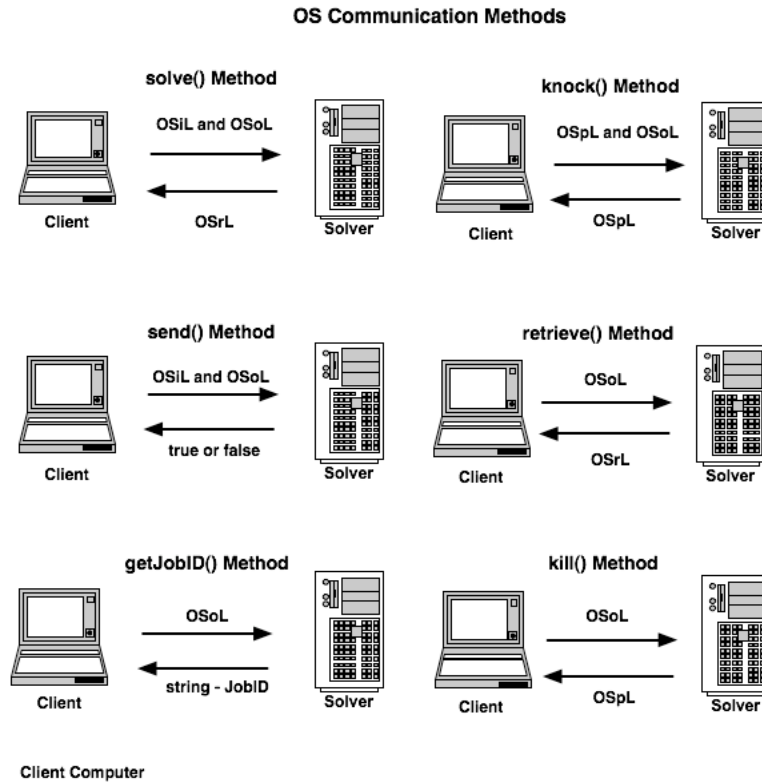 OS Communication Methods
solve() Method
OSiL and OSoL
OSrL
Client
Solver
knock() Method
OSpL and OSoL
OSpL
Client
Solver
send() Method
OSiL and OSoL
true or false
Client
Solver
retrieve() Method
OSoL
OSrL
Client
Solver
getJobID() Method
OSoL
string - JobID
Client
Solver
kill() Method
OSoL
OSpL
Client
Solver
Client Computer